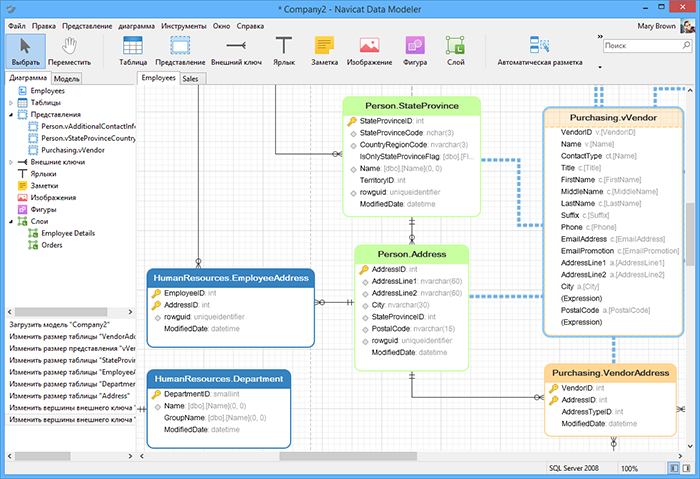 * Company2 - Navicat Data Modeler
Файл Правка Представление диаграмма Инструменты Окно Справка Mary Brown
Выбрать Переместить Таблица Представление Внешний ключ Ярлык Заметка Изображение Фигура Слой Автоматическая разметка
Поиск
Диаграмма Модель
Employees Sales
Employees
Таблицы
Представления
Person.vAdditionalContactInfo
Person.vStateProvinceCountry
Purchasing.vVendor
Внешние ключи
Ярлыки
Заметки
Изображения
Фигуры
Слои
Employee Details
Orders
Загрузить модель "Company2"
Изменить размер таблицы "VendorAdd
Изменить размер представления "vVen
Изменить размер таблицы "StateProvin
Изменить размер таблицы "EmployeeA
Изменить размер таблицы "Departmen
Изменить размер таблицы "Address"
Изменить вершины внешнего ключа "
Изменить вершины внешнего ключа "
Person.StateProvince
StateProvinceID: int
StateProvinceCode: nchar(3)
CountryRegionCode: nvarchar(3)
IsOnlyStateProvinceFlag: [dbo].[Fl...
Name: [dbo].[Name](0, 0)
TerritoryID: int
rowguid: uniqueidentifier
ModifiedDate: datetime
Purchasing.vVendor
VendorID v.[VendorID]
Name v.[Name]
ContactType ct.[Name]
Title c.[Title]
FirstName c.[FirstName]
MiddleName c.[MiddleName]
LastName c.[LastName]
Suffix c.[Suffix]
Phone c.[Phone]
EmailAddress c.[EmailAddress]
EmailPromotion c.[EmailPromotion]
AddressLine1 a.[AddressLine1]
AddressLine2 a.[AddressLine2]
City a.[City]
(Expression)
PostalCode a.[PostalCode]
(Expression)
Person.Address
AddressID: int
AddressLine1: nvarchar(60)
AddressLine2: nvarchar(60)
City: nvarchar(30)
StateProvinceID: int
PostalCode: nvarchar(15)
rowguid: uniqueidentifier
ModifiedDate: datetime
HumanResources.EmployeeAddress
EmployeeID: int
AddressID: int
rowguid: uniqueidentifier
ModifiedDate: datetime
HumanResources.Department
DepartmentID: smallint
Name: [dbo].[Name](0, 0)
GroupName: [dbo].[Name](0, 0)
ModifiedDate: datetime
Purchasing.VendorAddress
VendorID: int
AddressID: int
AddressTypeID: int
ModifiedDate: datetime
SQL Server 2008 100%